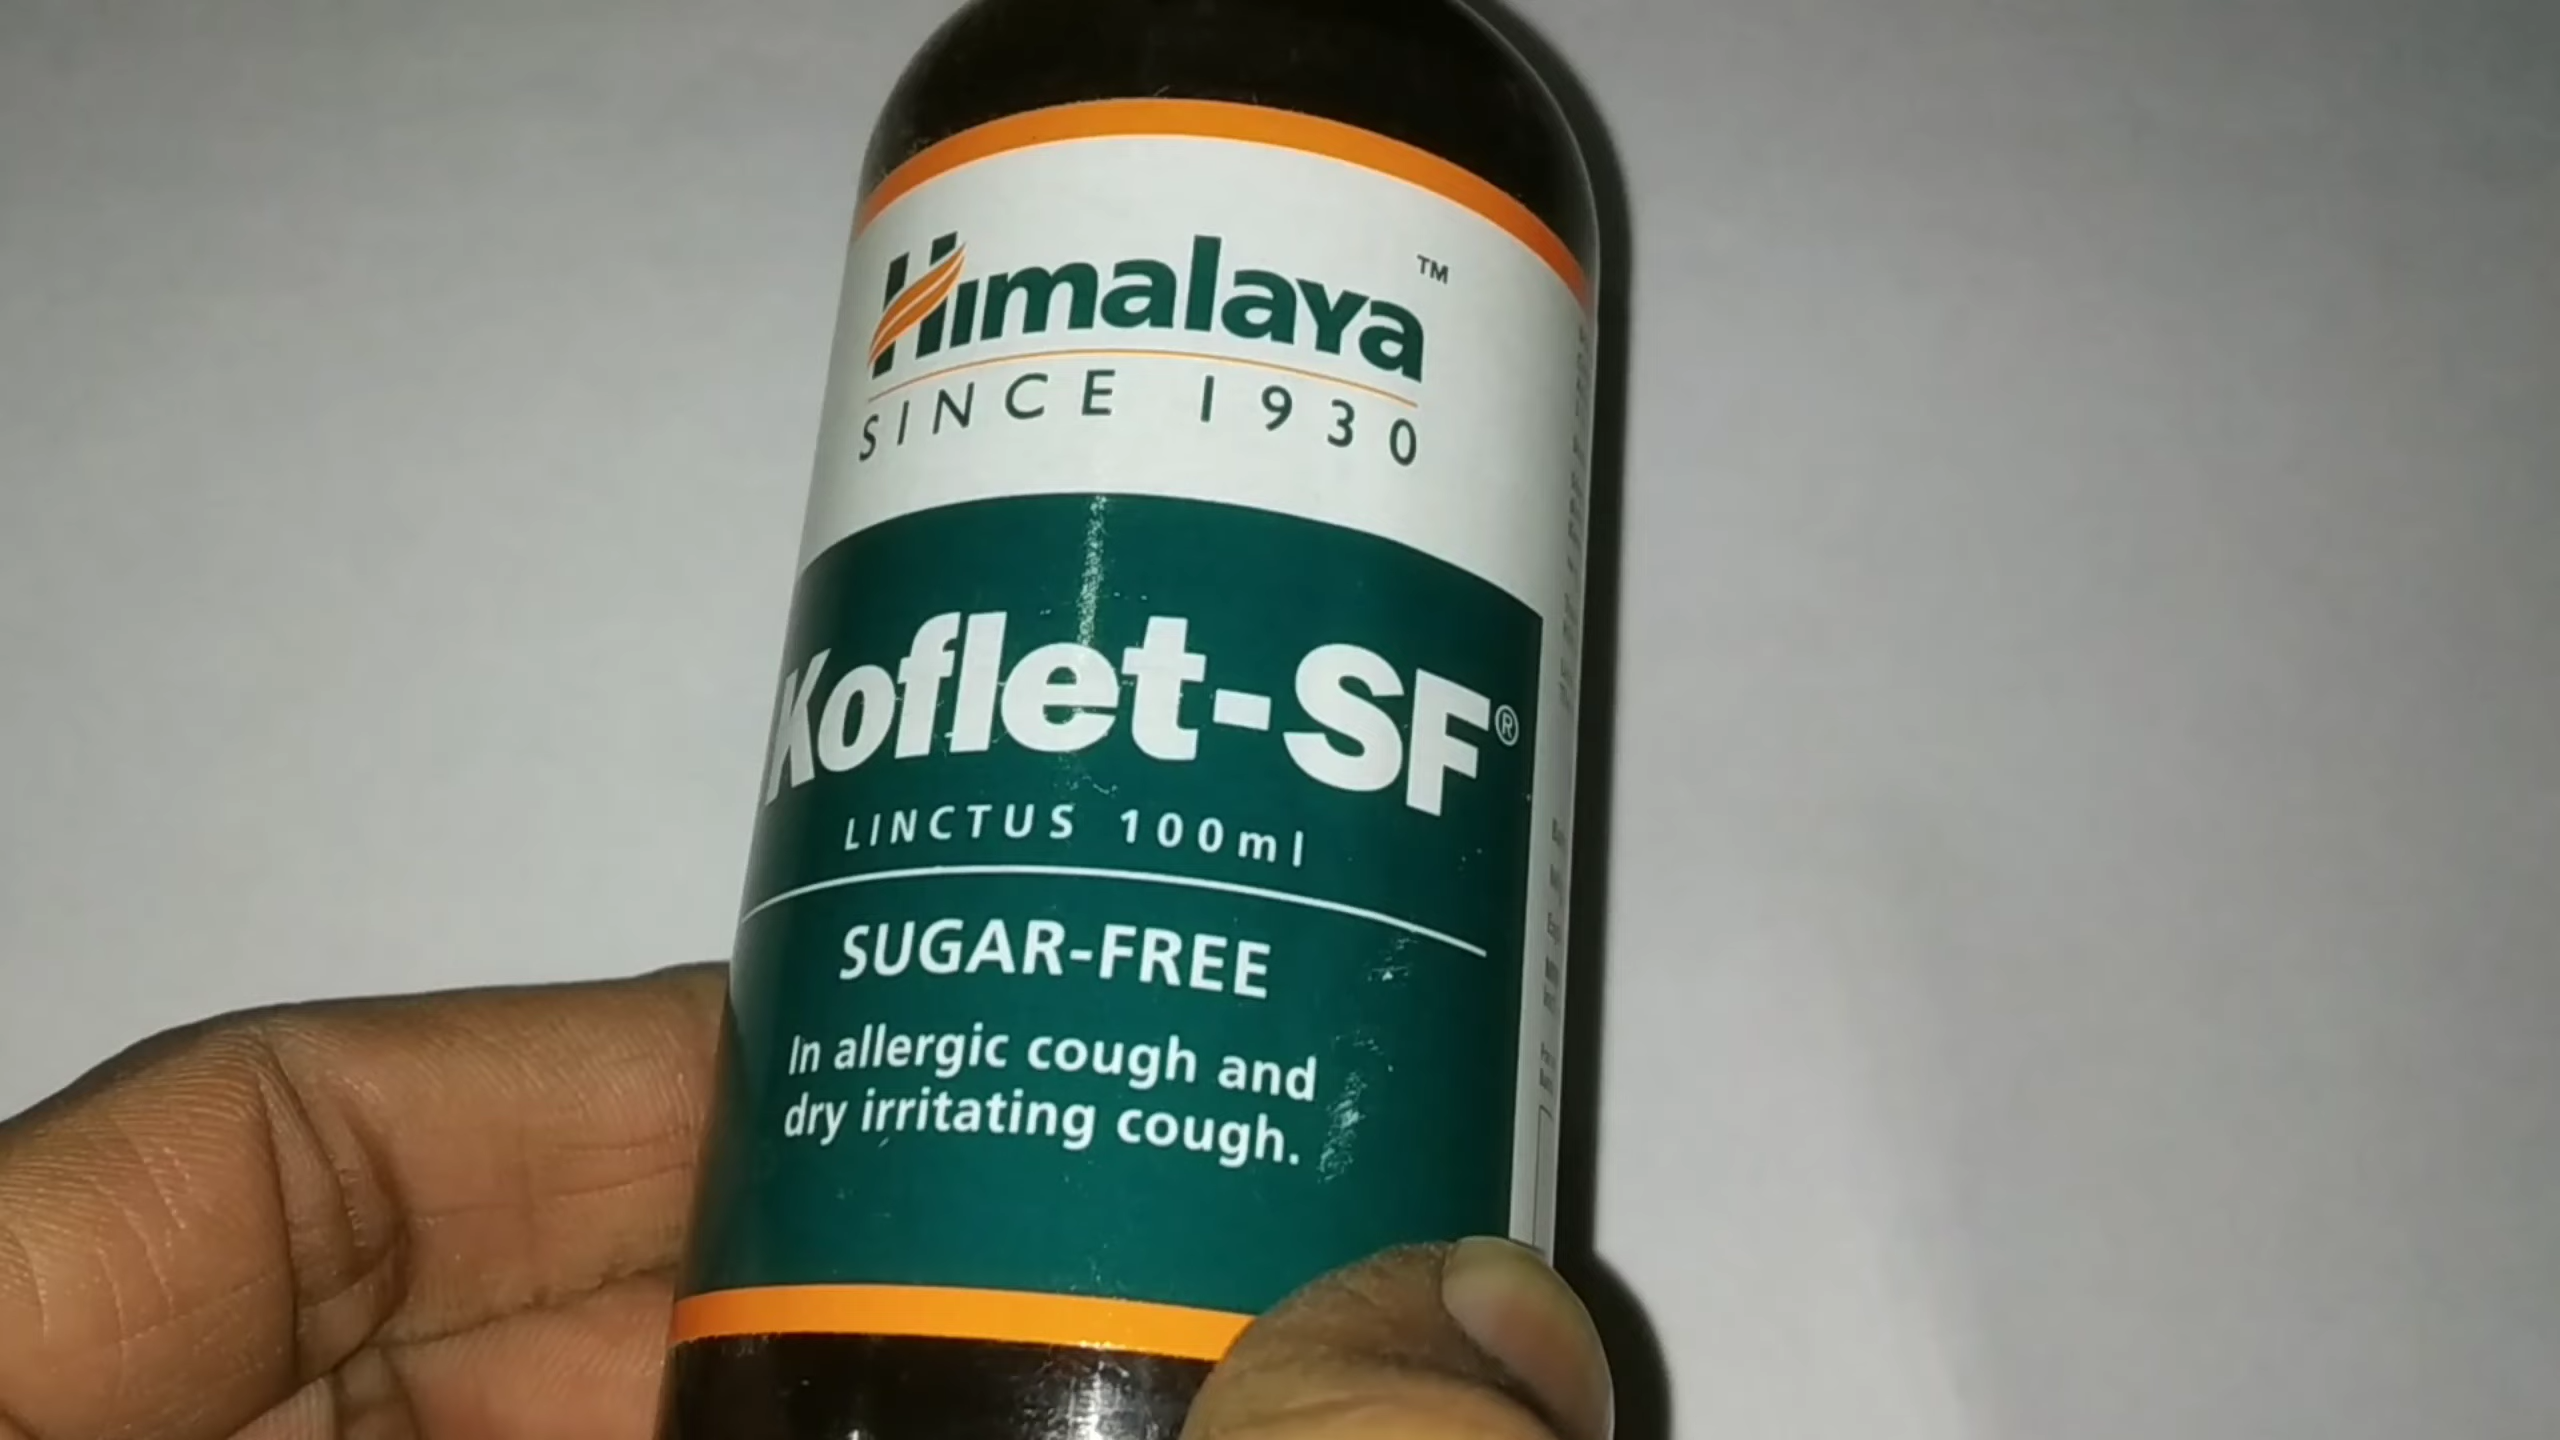 Himalaya™
SINCE 1930
Koflet-SF®
LINCTUS 100ml
SUGAR-FREE
In allergic cough and
dry irritating cough.